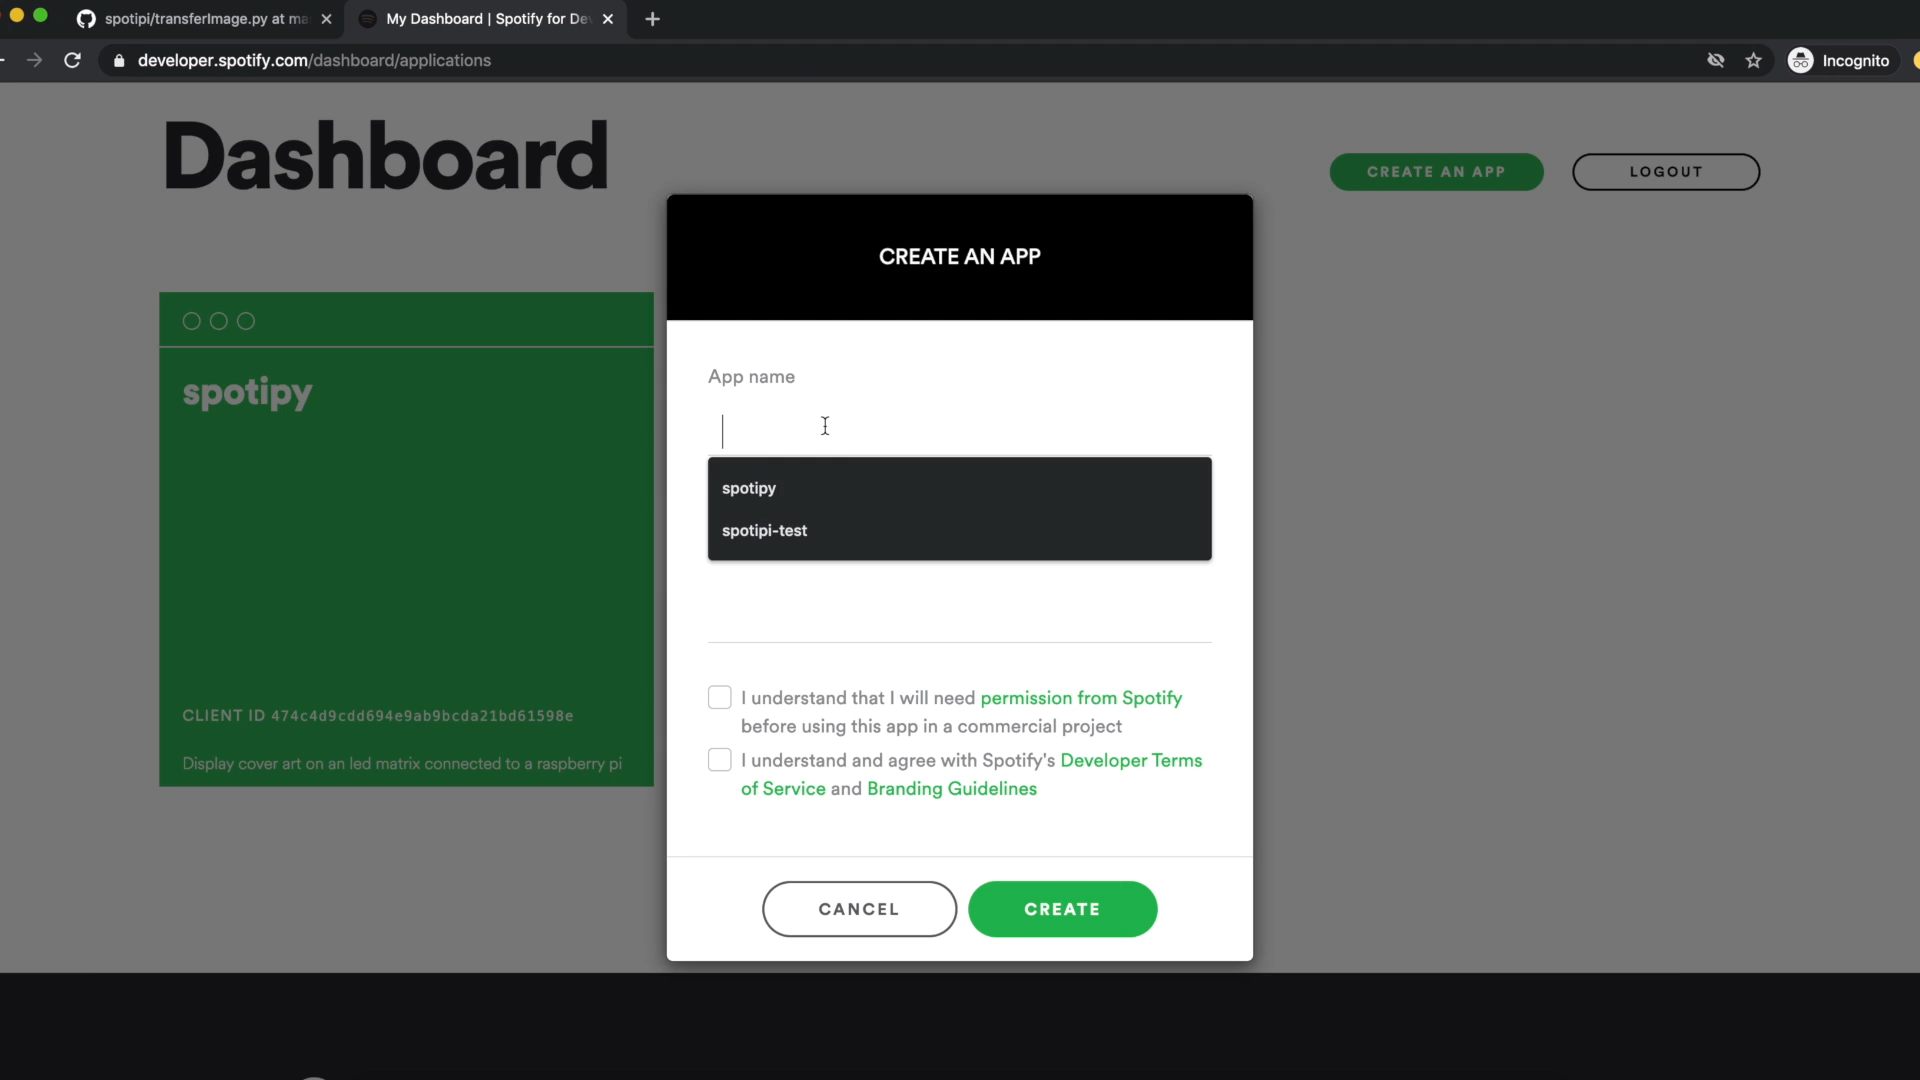 spotipi/transferImage.py at ma
My Dashboard | Spotify for Dev
developer.spotify.com/dashboard/applications
Incognito
Dashboard
CREATE AN APP
LOGOUT
CREATE AN APP
spotipy
App name
spotipy
spotipi-test
I understand that I will need permission from Spotify
before using this app in a commercial project
I understand and agree with Spotify's Developer Terms
of Service and Branding Guidelines
CLIENT ID 474c4d9cdd694e9ab9bcda21bd61598e
Display cover art on an led matrix connected to a raspberry pi
CANCEL
CREATE